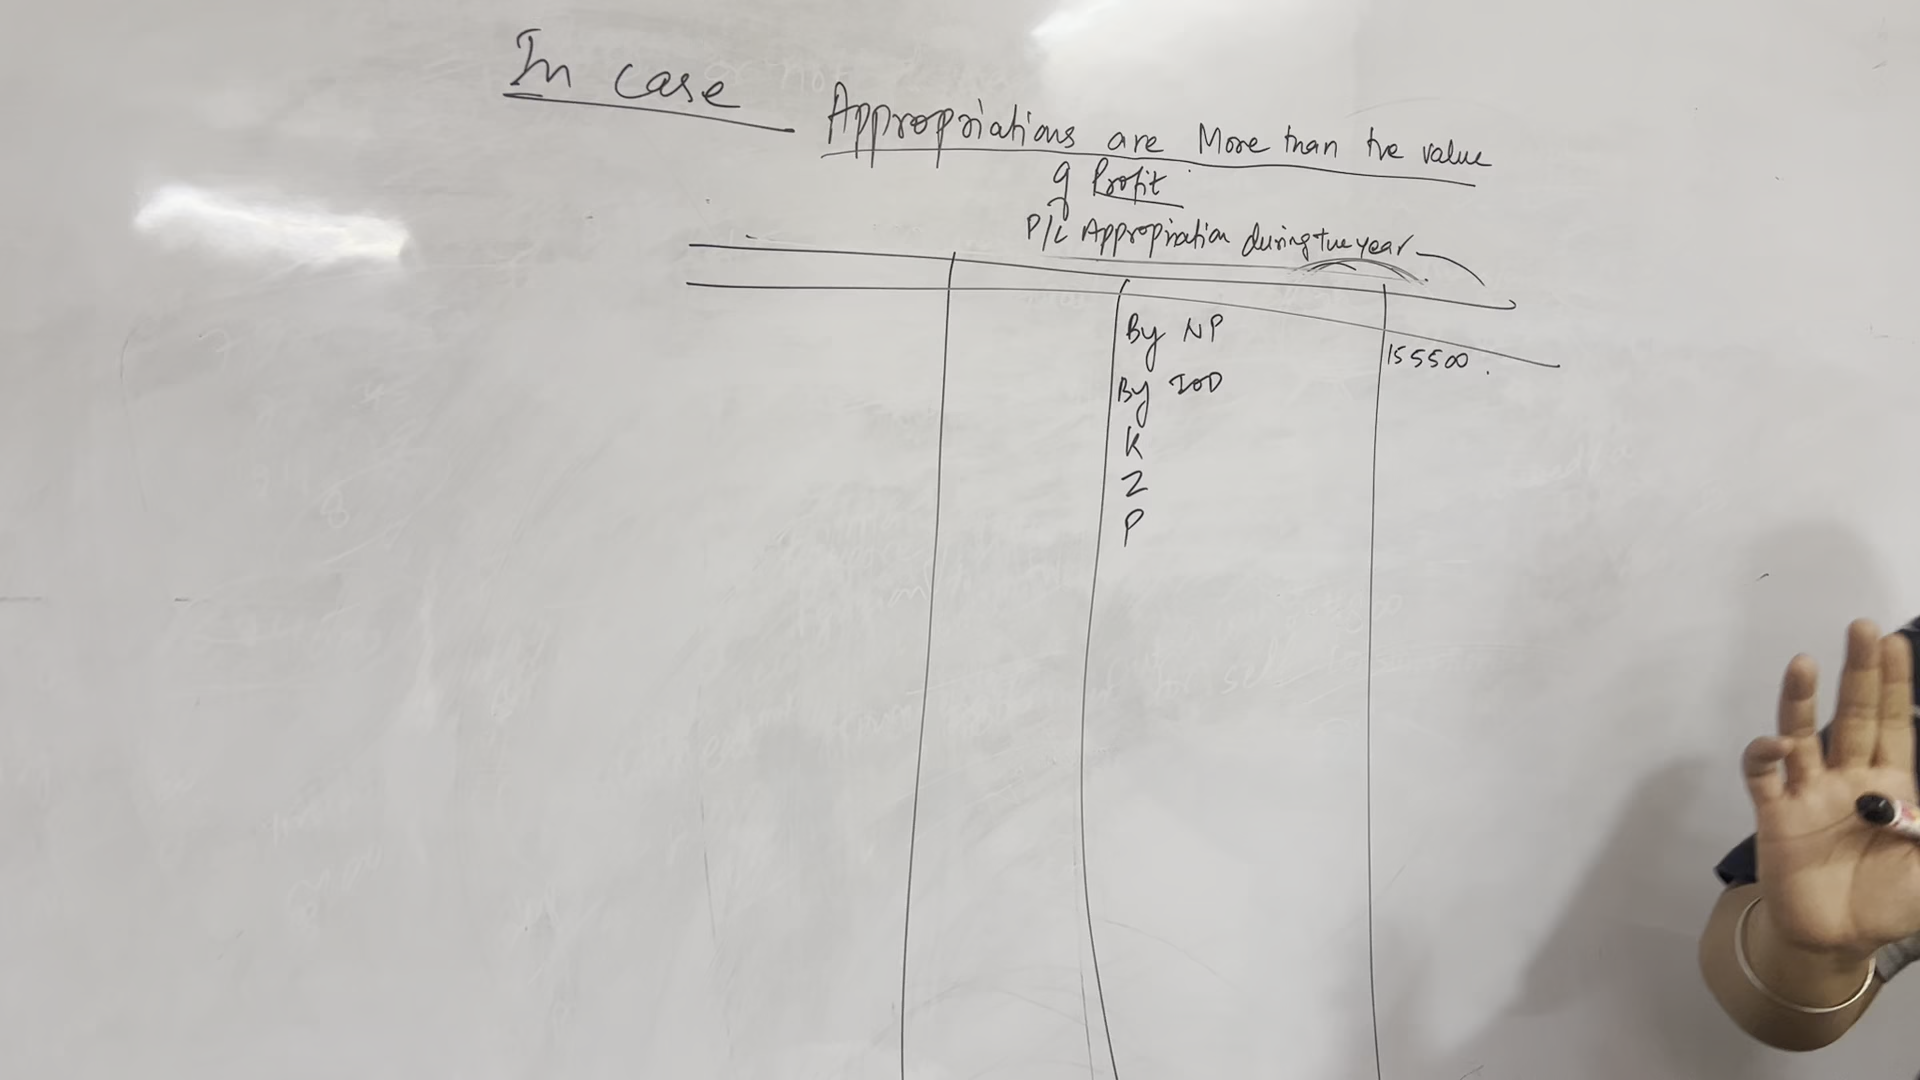 In case Appropriations are More than the value
of Profit
P/L Appropriation during the year
By NP 155500
By IOD
K
Z
P